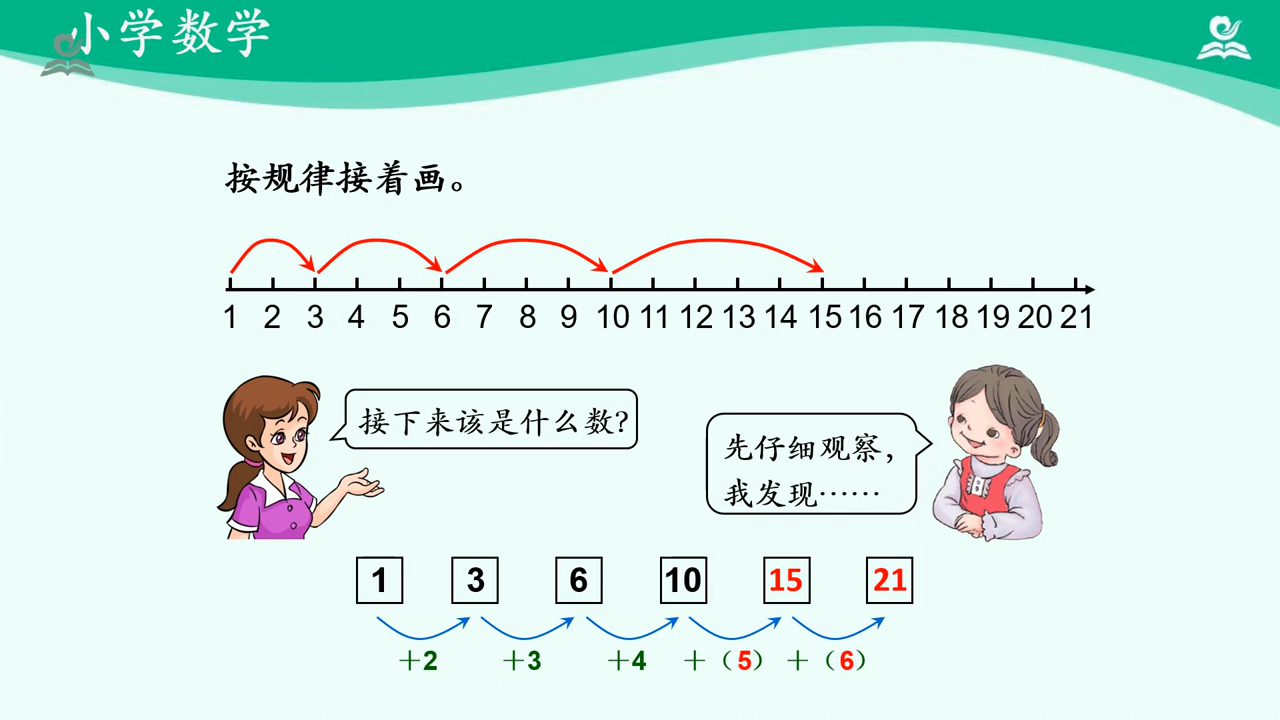 小学数学
按规律接着画。
1 2 3 4 5 6 7 8 9 10 11 12 13 14 15 16 17 18 19 20 21
接下来该是什么数?
先仔细观察，
我发现……
1 3 6 10 15 21
+2 +3 +4 +（5） +（6）